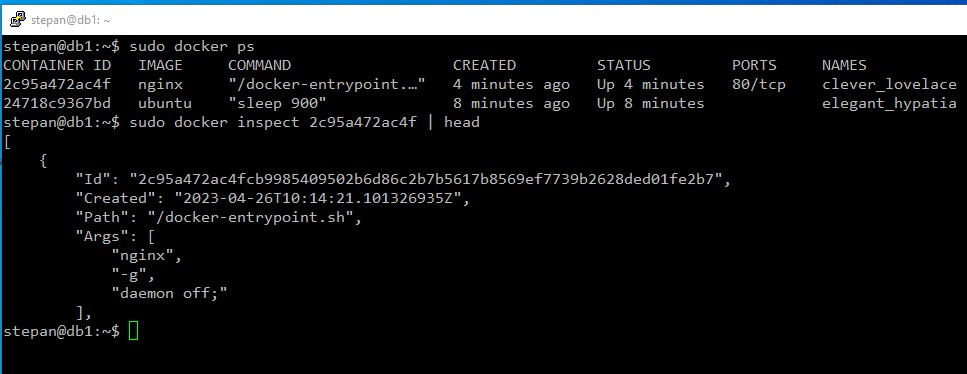 stepan@db1: ~
stepan@db1:~$ sudo docker ps
CONTAINER ID   IMAGE     COMMAND                  CREATED         STATUS         PORTS     NAMES
2c95a472ac4f   nginx     "/docker-entrypoint.…"   4 minutes ago   Up 4 minutes   80/tcp    clever_lovelace
24718c9367bd   ubuntu    "sleep 900"              8 minutes ago   Up 8 minutes             elegant_hypatia
stepan@db1:~$ sudo docker inspect 2c95a472ac4f | head
[
    {
        "Id": "2c95a472ac4fcb9985409502b6d86c2b7b5617b8569ef7739b2628ded01fe2b7",
        "Created": "2023-04-26T10:14:21.101326935Z",
        "Path": "/docker-entrypoint.sh",
        "Args": [
            "nginx",
            "-g",
            "daemon off;"
        ],
stepan@db1:~$